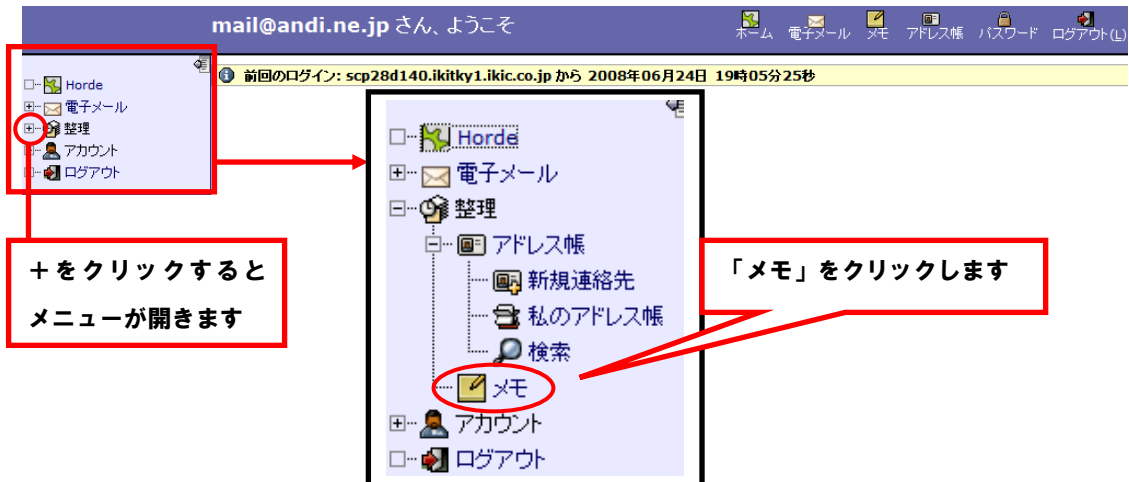 mail@andi.ne.jp さん、ようこそ
ホーム 電子メール メモ アドレス帳 パスワード ログアウト(L)
前回のログイン: scp28d140.ikitky1.ikic.co.jp から 2008年06月24日 19時05分25秒
Horde
電子メール
整理
アカウント
ログアウト
+をクリックすると
メニューが開きます
Horde
電子メール
整理
アドレス帳
新規連絡先
私のアドレス帳
検索
メモ
アカウント
ログアウト
「メモ」をクリックします